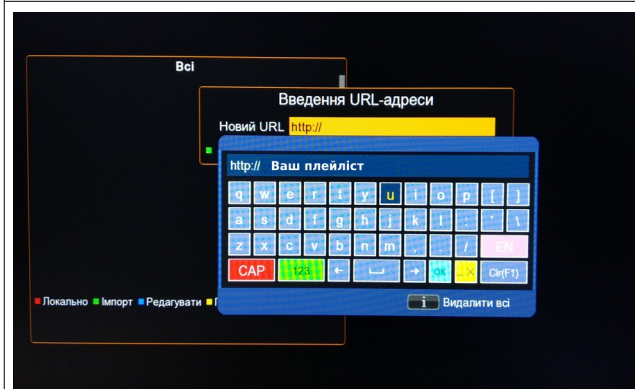 Всі
Введення URL-адреси
Новий URL http://
http:// Ваш плейліст
q w e r t y u i o p [ ]
a s d f g h j k l ; ' \
z x c v b n m , . / EN
CAP 123 ← → OK Clr(F1)
i Видалити всі
Локально Імпорт Редагувати